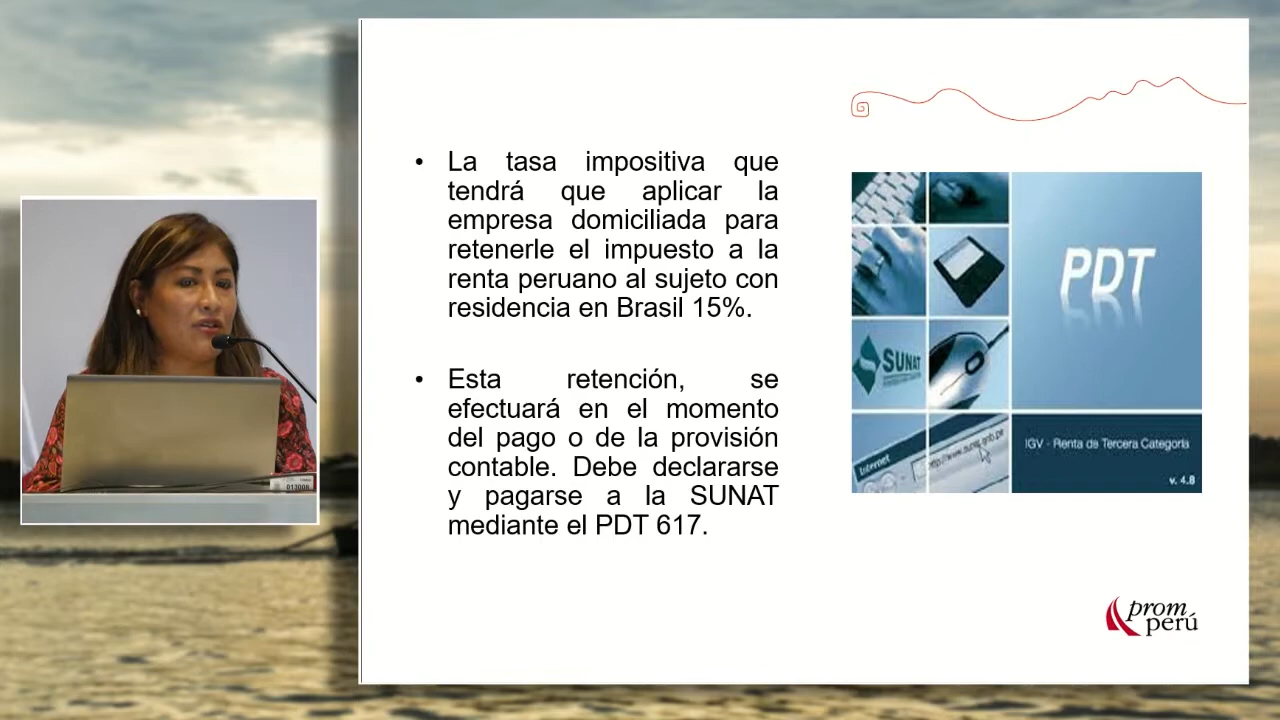 • La tasa impositiva que
tendrá que aplicar la
empresa domiciliada para
retenerle el impuesto a la
renta peruano al sujeto con
residencia en Brasil 15%.
• Esta retención, se
efectuará en el momento
del pago o de la provisión
contable. Debe declararse
y pagarse a la SUNAT
mediante el PDT 617.
PDT
SUNAT
IGV - Renta de Tercera Categoría
Internet
v. 4.8
prom
perú